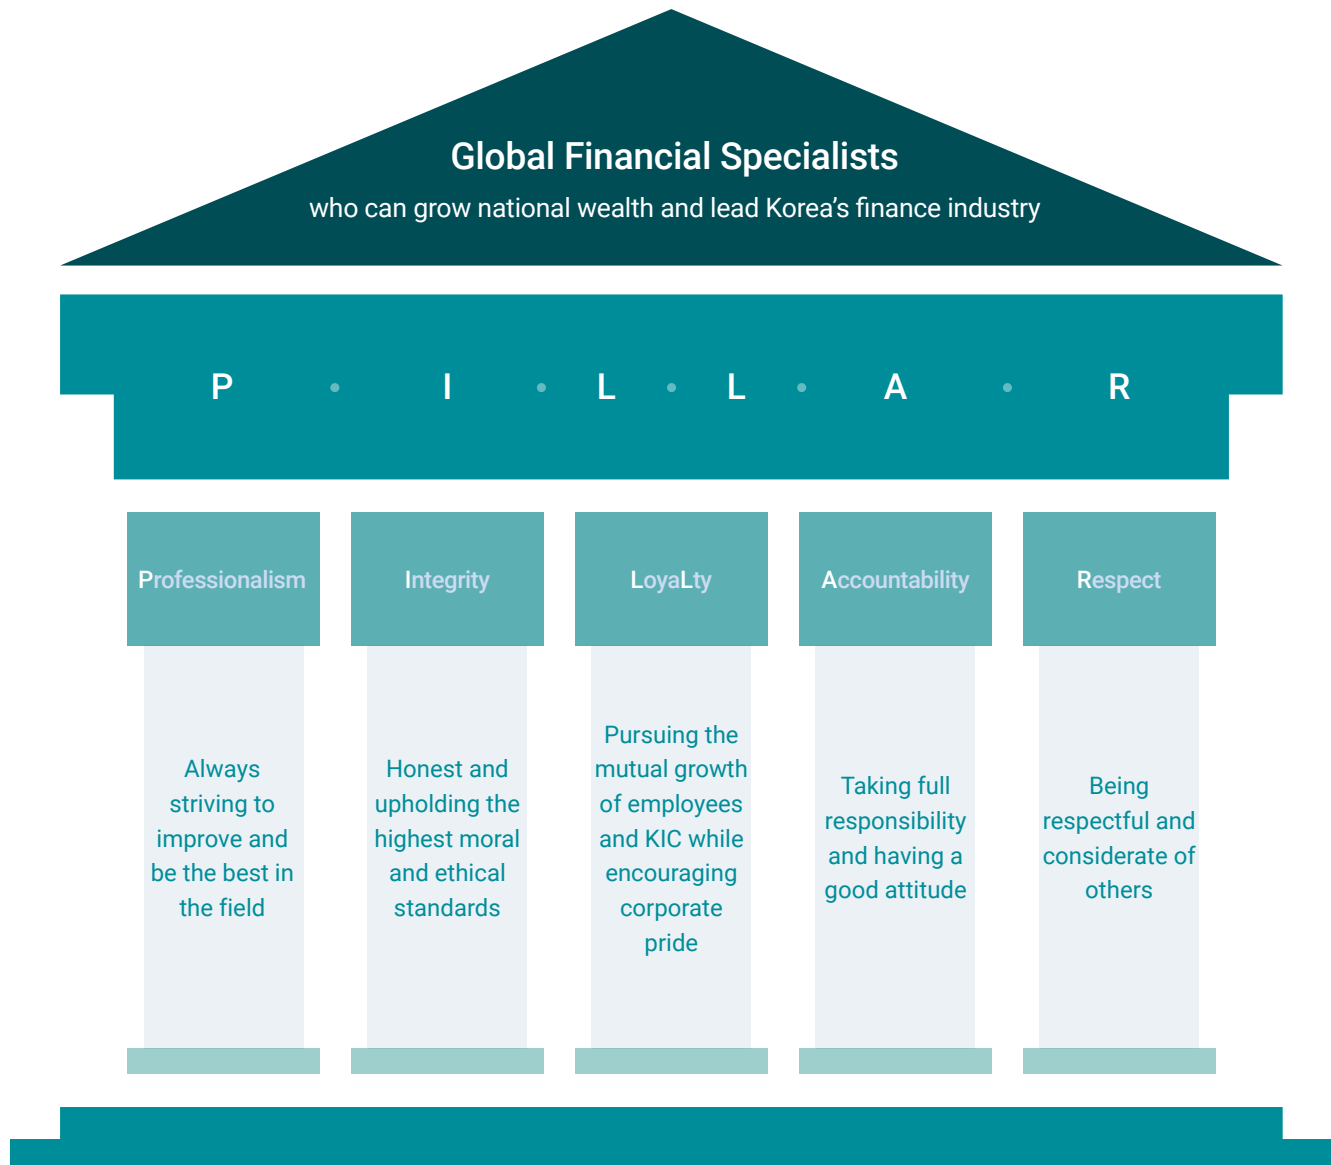 Global Financial Specialists
who can grow national wealth and lead Korea’s finance industry
P • I • L • L • A • R
Professionalism
Always
striving to
improve and
be the best in
the field
Integrity
Honest and
upholding the
highest moral
and ethical
standards
LoyaLty
Pursuing the
mutual growth
of employees
and KIC while
encouraging
corporate
pride
Accountability
Taking full
responsibility
and having a
good attitude
Respect
Being
respectful and
considerate of
others